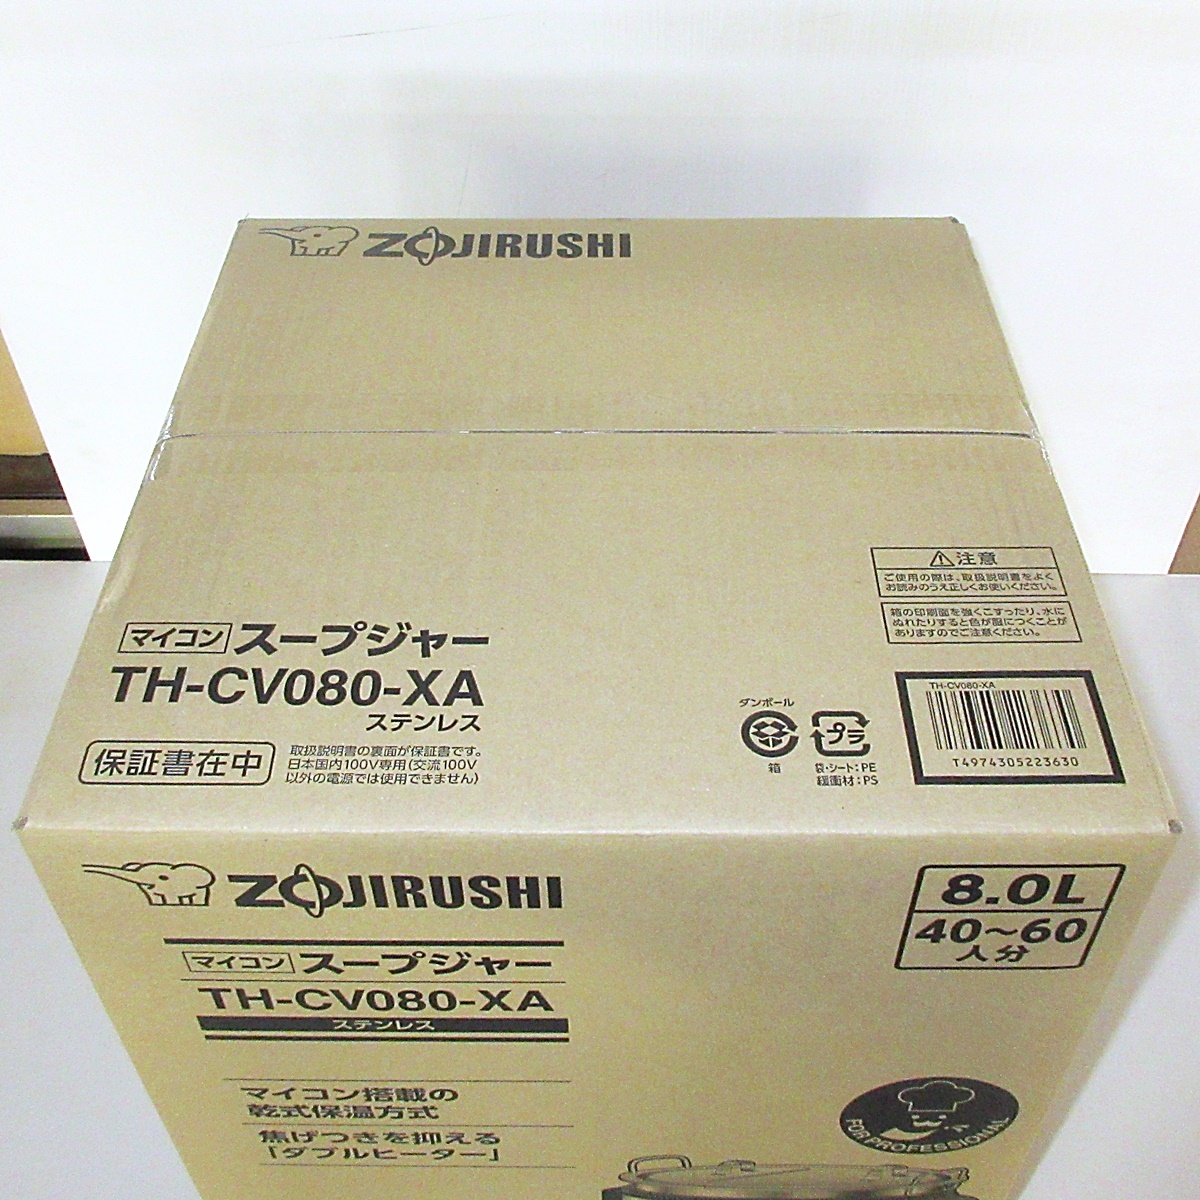 ZOJIRUSHI
⚠注意
ご使用の際は、取扱説明書をよく
お読みのうえ正しくお使いください。
箱の印刷面を強くこすったり、水に
ぬれたりすると色が服につくことが
ありますのでご注意ください。
マイコン スープジャー
TH-CV080-XA
ステンレス
保証書在中
取扱説明書の裏面が保証書です。
日本国内100V専用(交流100V
以外の電源では使用できません)
ダンボール
箱
プラ
袋・シート:PE
緩衝材:PS
TH-CV080-XA
T4974305223630
ZOJIRUSHI
8.0L
40~60
人分
マイコン スープジャー
TH-CV080-XA
ステンレス
マイコン搭載の
乾式保温方式
焦げつきを抑える
「ダブルヒーター」
FOR PROFESSIONAL